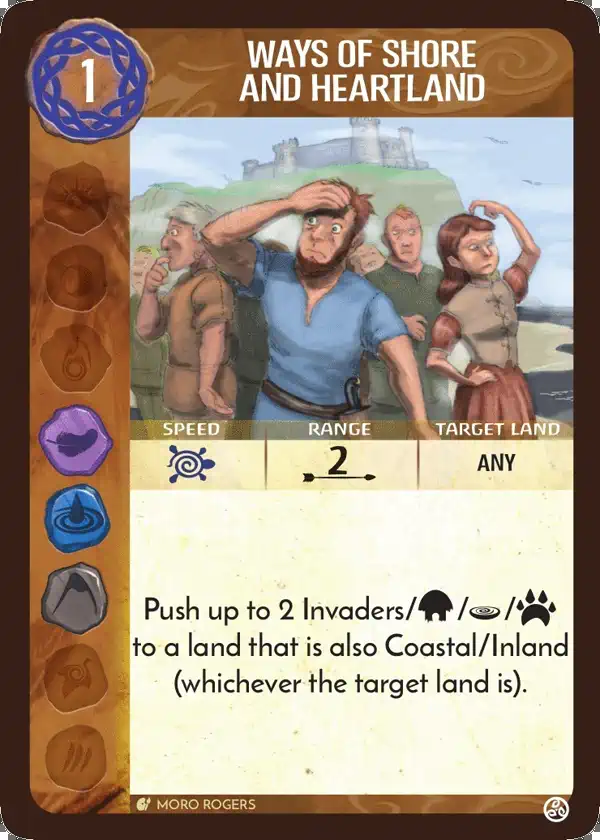 1
WAYS OF SHORE
AND HEARTLAND
SPEED RANGE TARGET LAND
2 ANY
Push up to 2 Invaders/ / /
to a land that is also Coastal/Inland
(whichever the target land is).
MORO ROGERS